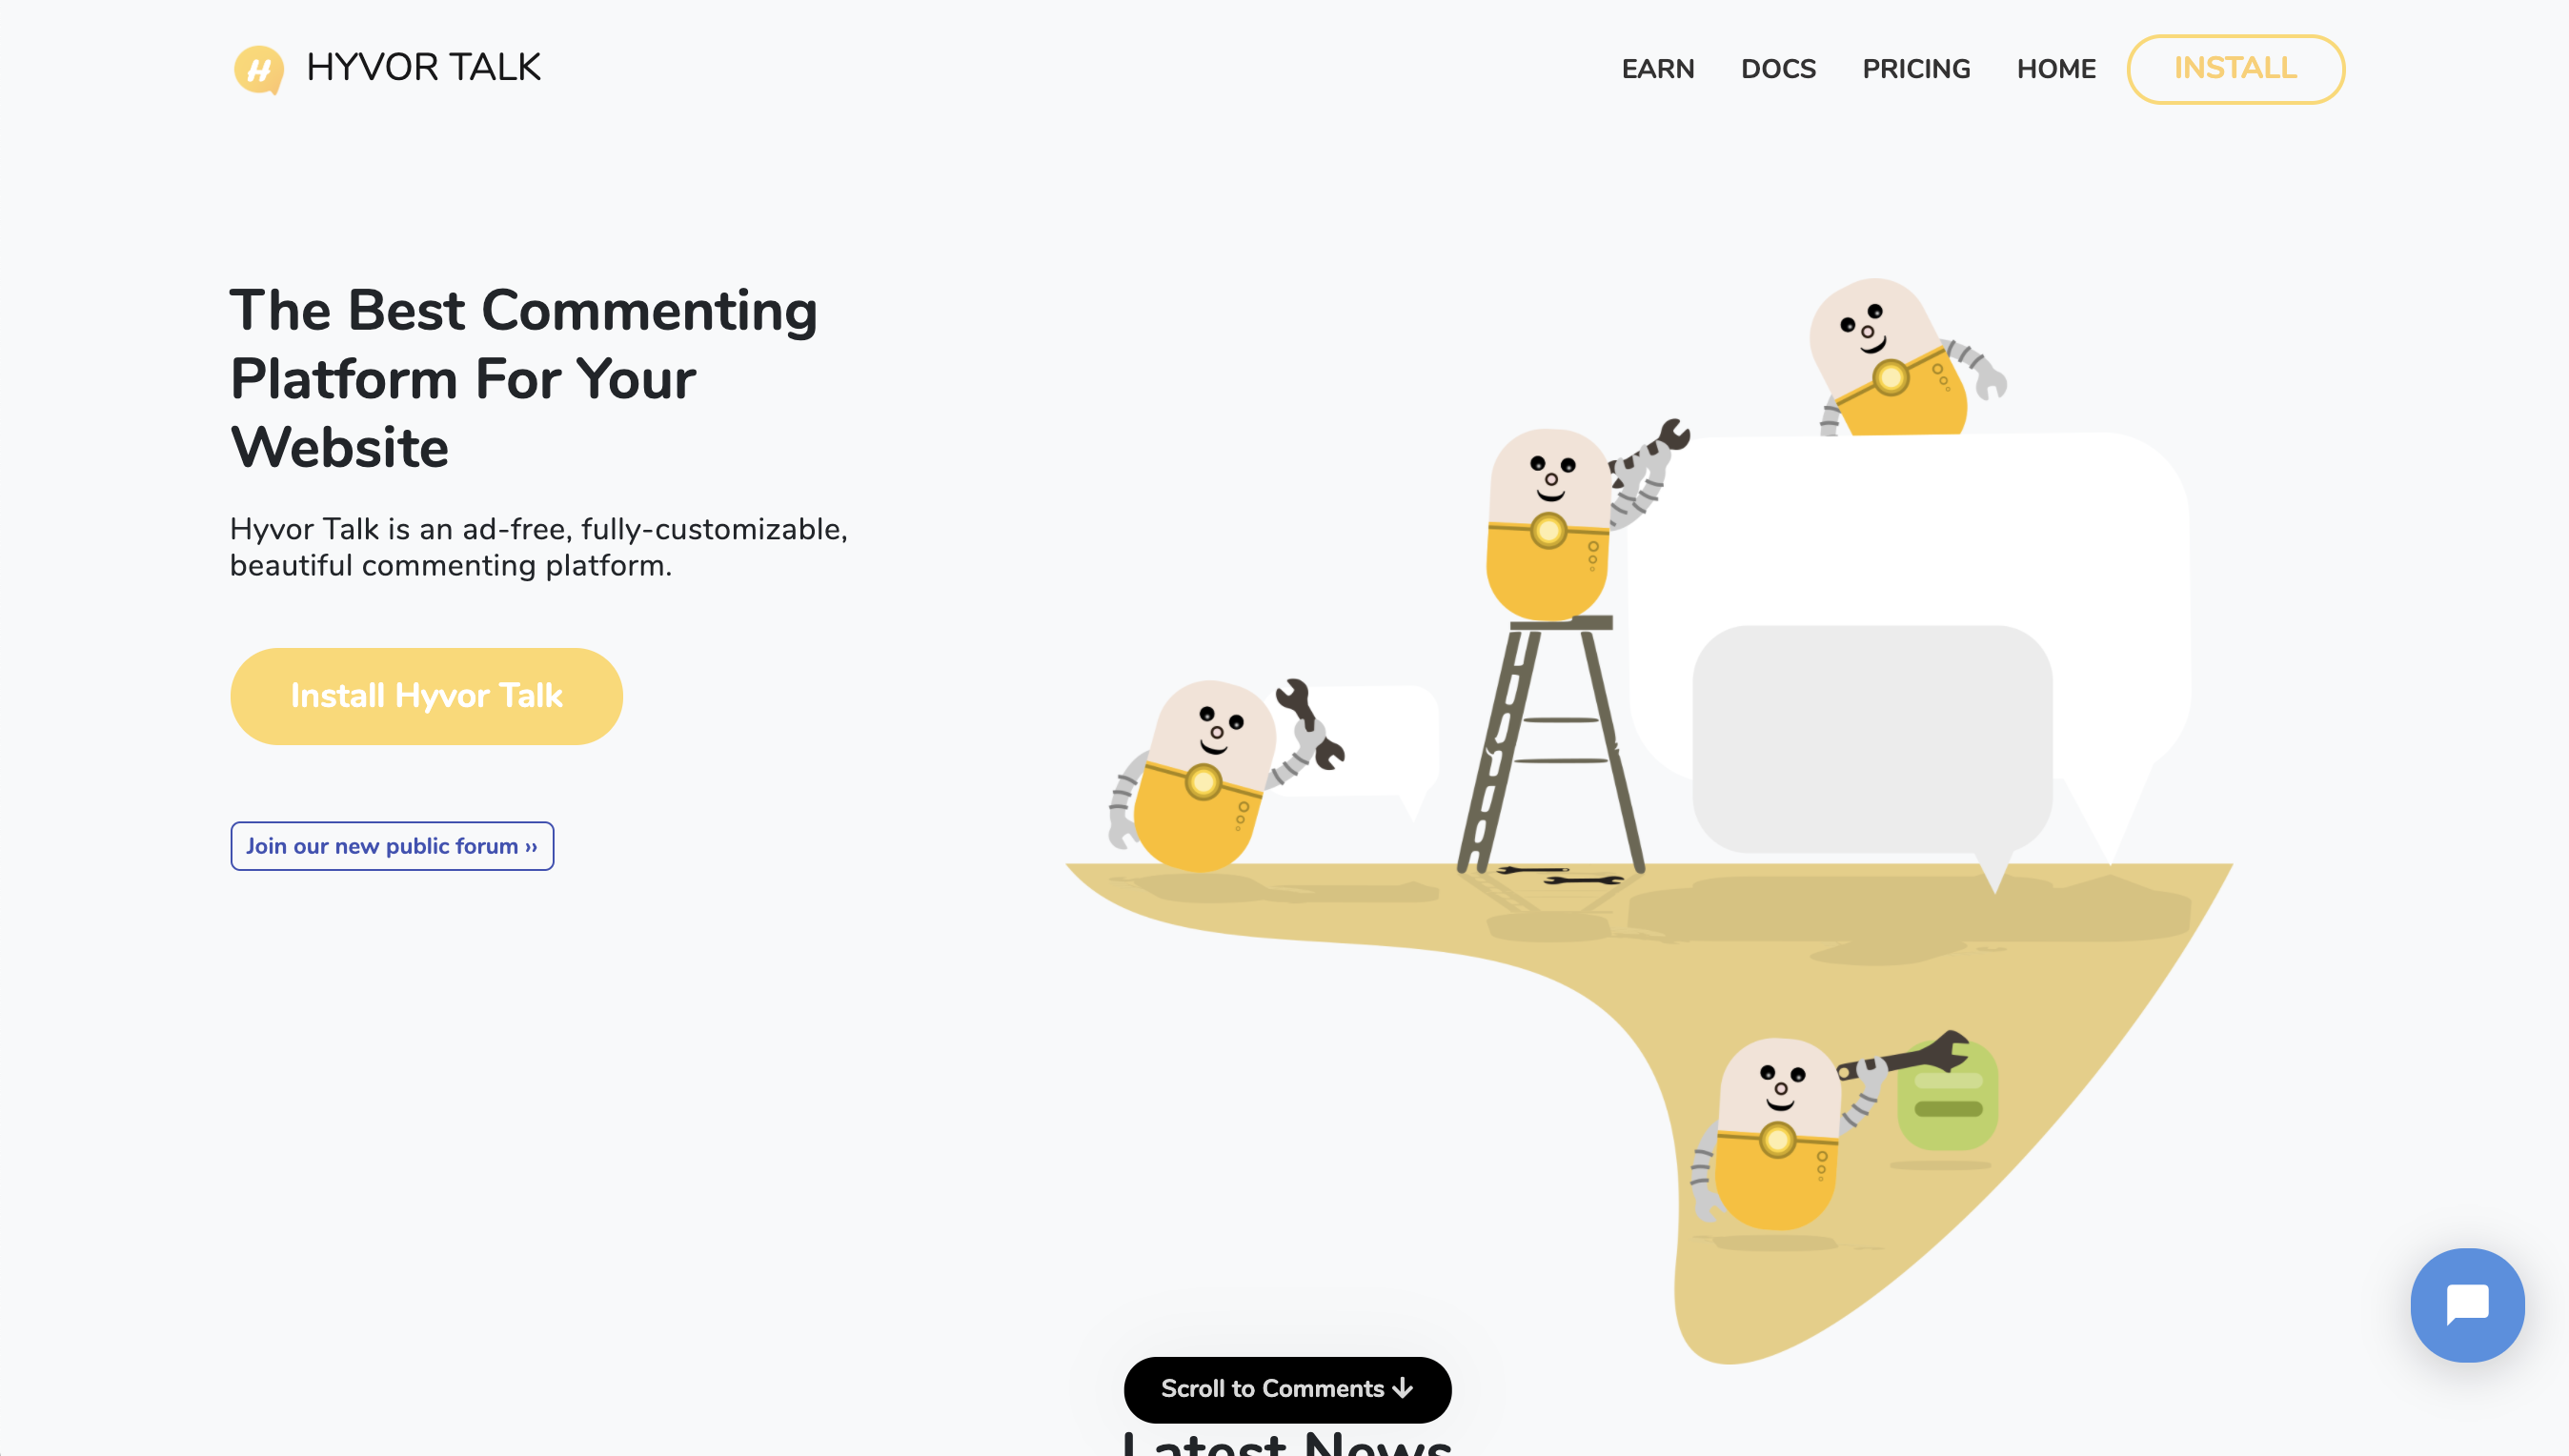 HYVOR TALK
EARN DOCS PRICING HOME INSTALL
The Best Commenting
Platform For Your
Website
Hyvor Talk is an ad-free, fully-customizable,
beautiful commenting platform.
Install Hyvor Talk
Join our new public forum ››
Scroll to Comments ↓
Latest News